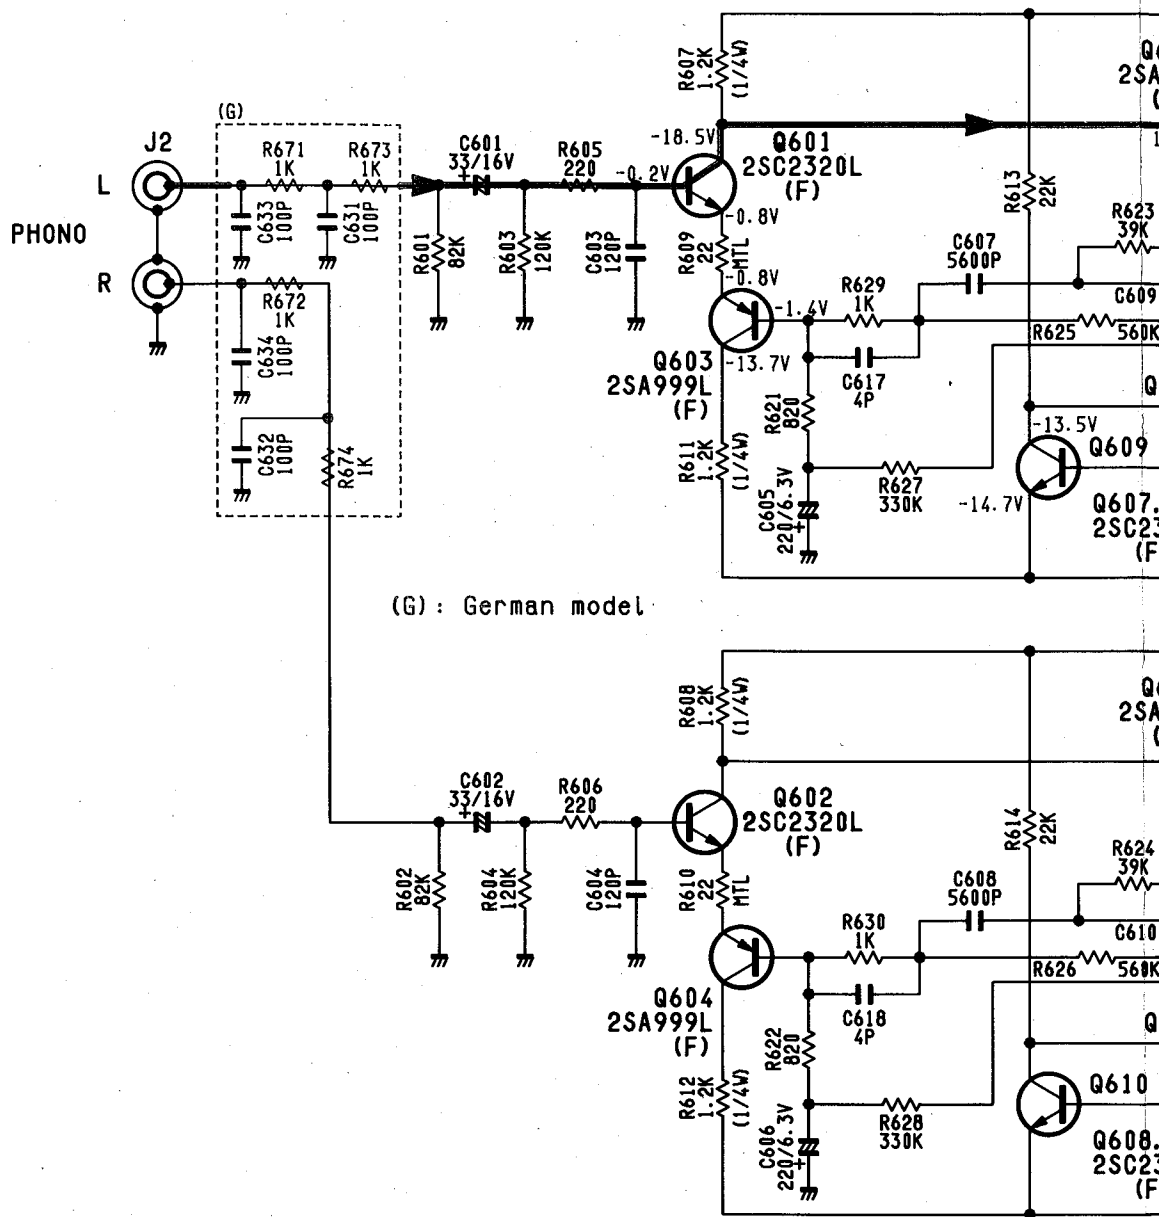 R607
1.2K
(1/4W)
2SA
(G)
J2
L
PHONO
R
R671
1K
R673
1K
C633
100P
C631
100P
R672
1K
C634
100P
C632
100P
R674
1K
C601
33/16V
+
R605
220
-18.5V
-0.2V
Q601
2SC2320L
(F)
-0.8V
R601
82K
R603
120K
C603
120P
R609
22
MTL
-0.8V
-1.4V
R629
1K
C607
5600P
R613
22K
R623
39K
C609
R625
560K
Q603
2SA999L
(F)
-13.7V
C617
4P
R621
820
R611
1.2K
(1/4W)
R627
330K
C605
220/6.3V
+
-13.5V
Q609
-14.7V
Q607.
2SC23
(F
(G): German model
R608
1.2K
(1/4W)
2SA
C602
33/16V
+
R606
220
Q602
2SC2320L
(F)
R602
82K
R604
120K
C604
120P
R610
22
MTL
R630
1K
C608
5600P
R614
22K
R624
39K
C610
R626
560K
Q604
2SA999L
(F)
C618
4P
R622
820
R612
1.2K
(1/4W)
R628
330K
C606
220/6.3V
+
Q610
Q608.
2SC23
(F